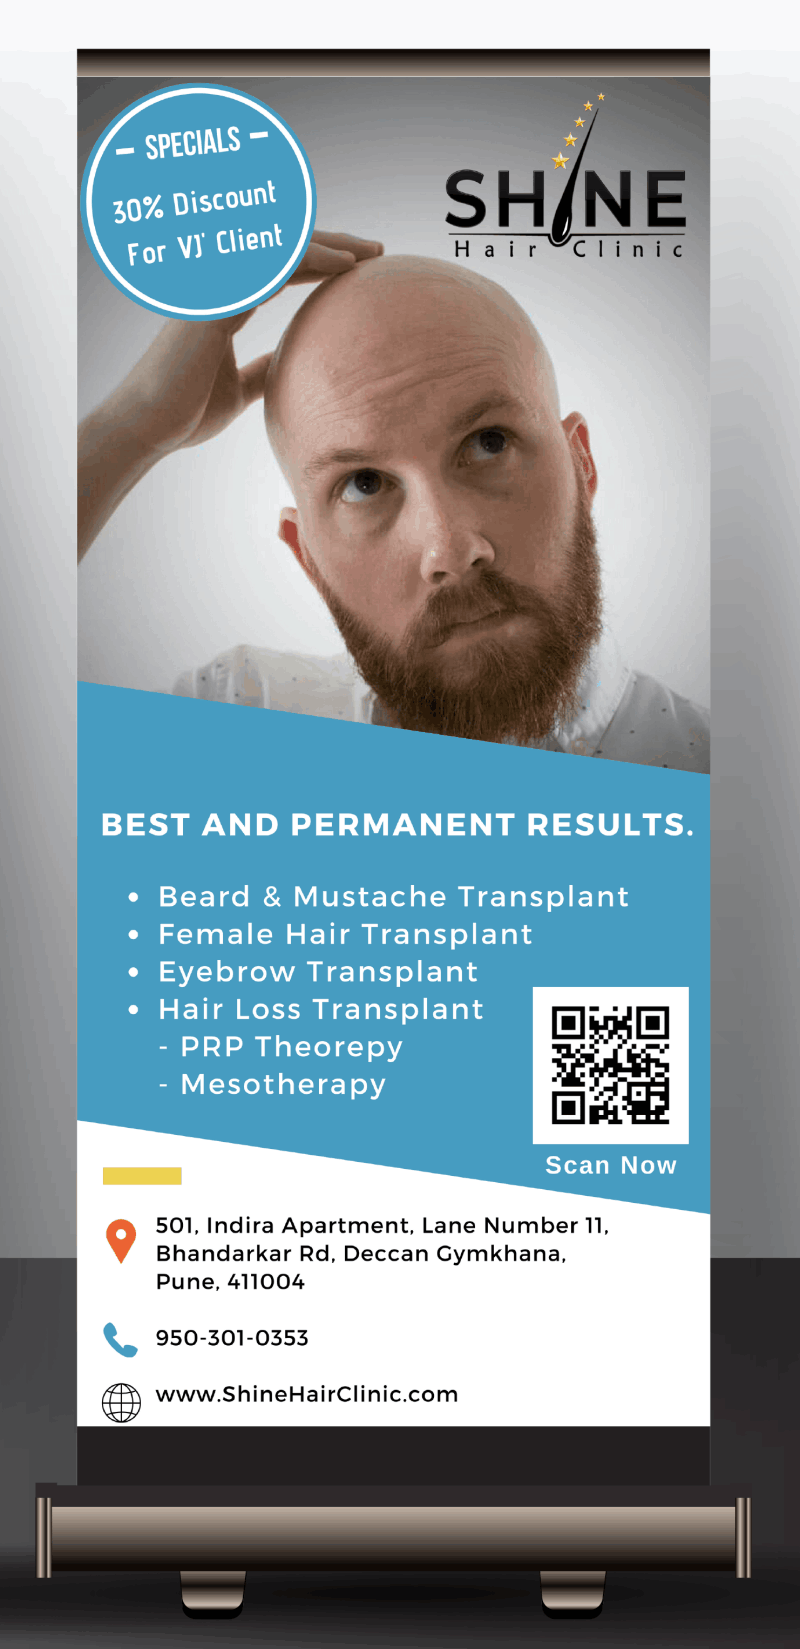 – SPECIALS –
30% Discount
For VJ' Client
SHINE
Hair Clinic
BEST AND PERMANENT RESULTS.
• Beard & Mustache Transplant
• Female Hair Transplant
• Eyebrow Transplant
• Hair Loss Transplant
- PRP Theorepy
- Mesotherapy
Scan Now
501, Indira Apartment, Lane Number 11,
Bhandarkar Rd, Deccan Gymkhana,
Pune, 411004
950-301-0353
www.ShineHairClinic.com